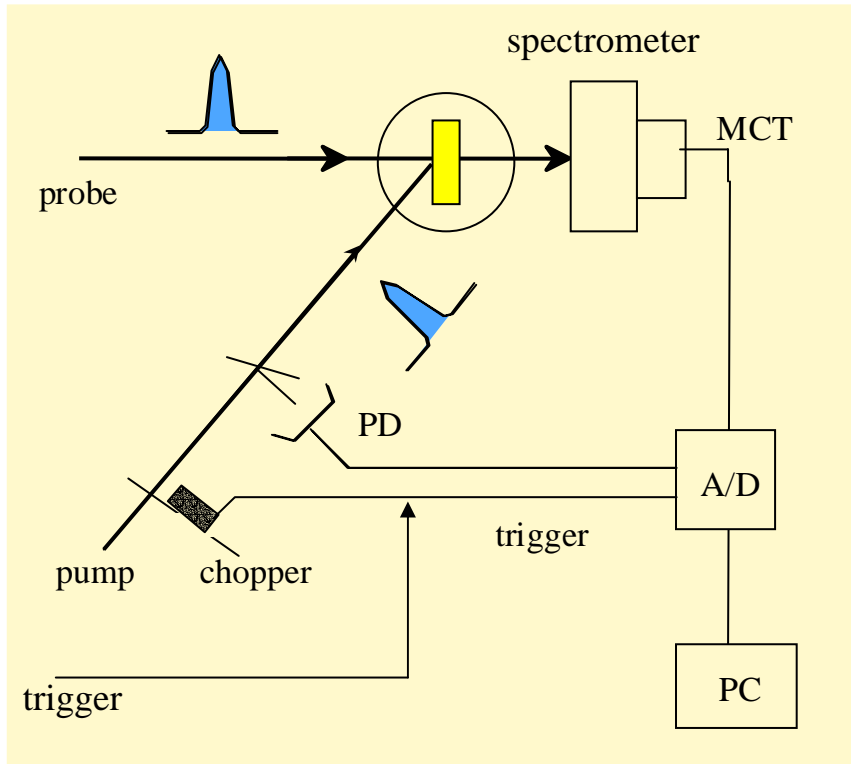 spectrometer
MCT
probe
PD
A/D
trigger
pump
chopper
trigger
PC